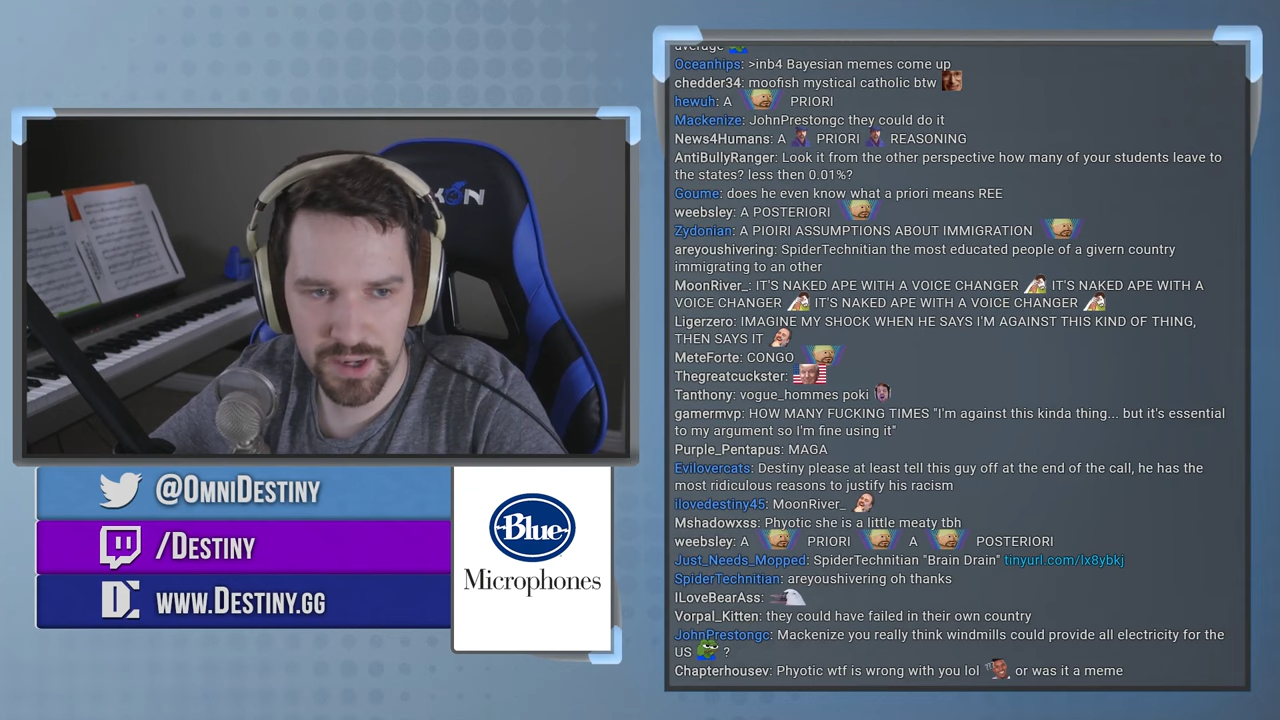 average
Oceanhips: >inb4 Bayesian memes come up
chedder34: moofish mystical catholic btw
hewuh: A PRIORI
Mackenize: JohnPrestongc they could do it
News4Humans: A PRIORI REASONING
AntiBullyRanger: Look it from the other perspective how many of your students leave to
the states? less then 0.01%?
Goume: does he even know what a priori means REE
weebsley: A POSTERIORI
Zydonian: A PIOIRI ASSUMPTIONS ABOUT IMMIGRATION
areyoushivering: SpiderTechnitian the most educated people of a givern country
immigrating to an other
MoonRiver_: IT'S NAKED APE WITH A VOICE CHANGER IT'S NAKED APE WITH A
VOICE CHANGER IT'S NAKED APE WITH A VOICE CHANGER
Ligerzero: IMAGINE MY SHOCK WHEN HE SAYS I'M AGAINST THIS KIND OF THING,
THEN SAYS IT
MeteForte: CONGO
Thegreatcuckster:
Tanthony: vogue_hommes poki
gamermvp: HOW MANY FUCKING TIMES "I'm against this kinda thing... but it's essential
to my argument so I'm fine using it"
Purple_Pentapus: MAGA
Evilovercats: Destiny please at least tell this guy off at the end of the call, he has the
most ridiculous reasons to justify his racism
ilovedestiny45: MoonRiver_
Mshadowxss: Phyotic she is a little meaty tbh
weebsley: A PRIORI A POSTERIORI
Just_Needs_Mopped: SpiderTechnitian "Brain Drain" tinyurl.com/lx8ybkj
SpiderTechnitian: areyoushivering oh thanks
ILoveBearAss:
Vorpal_Kitten: they could have failed in their own country
JohnPrestongc: Mackenize you really think windmills could provide all electricity for the
US ?
Chapterhousev: Phyotic wtf is wrong with you lol or was it a meme
@OmniDestiny
/Destiny
www.Destiny.gg
Blue
Microphones